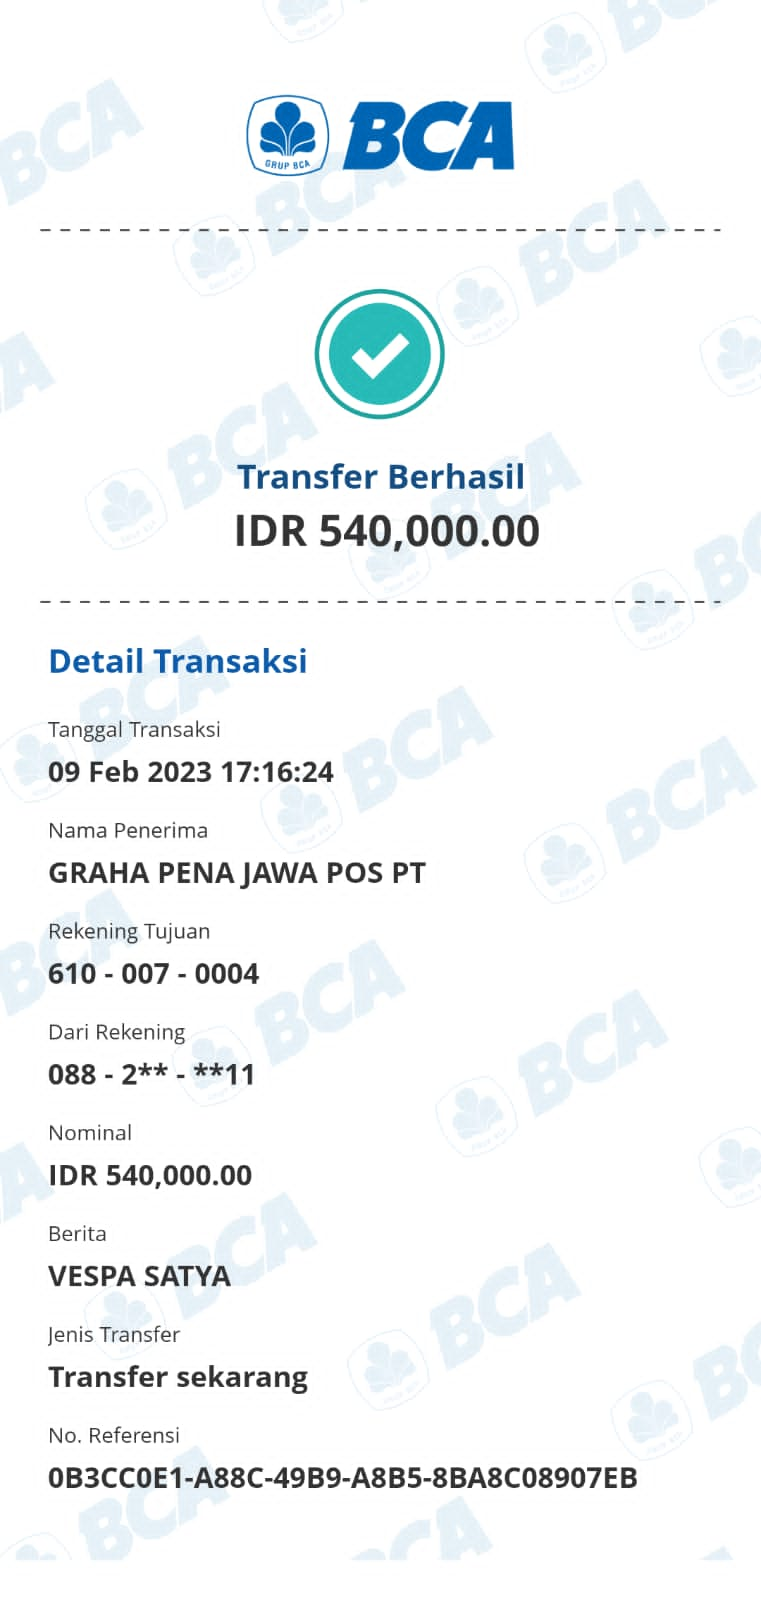 GRUP BCA
BCA
Transfer Berhasil
IDR 540,000.00
Detail Transaksi
Tanggal Transaksi
09 Feb 2023 17:16:24
Nama Penerima
GRAHA PENA JAWA POS PT
Rekening Tujuan
610 - 007 - 0004
Dari Rekening
088 - 2** - **11
Nominal
IDR 540,000.00
Berita
VESPA SATYA
Jenis Transfer
Transfer sekarang
No. Referensi
0B3CC0E1-A88C-49B9-A8B5-8BA8C08907EB